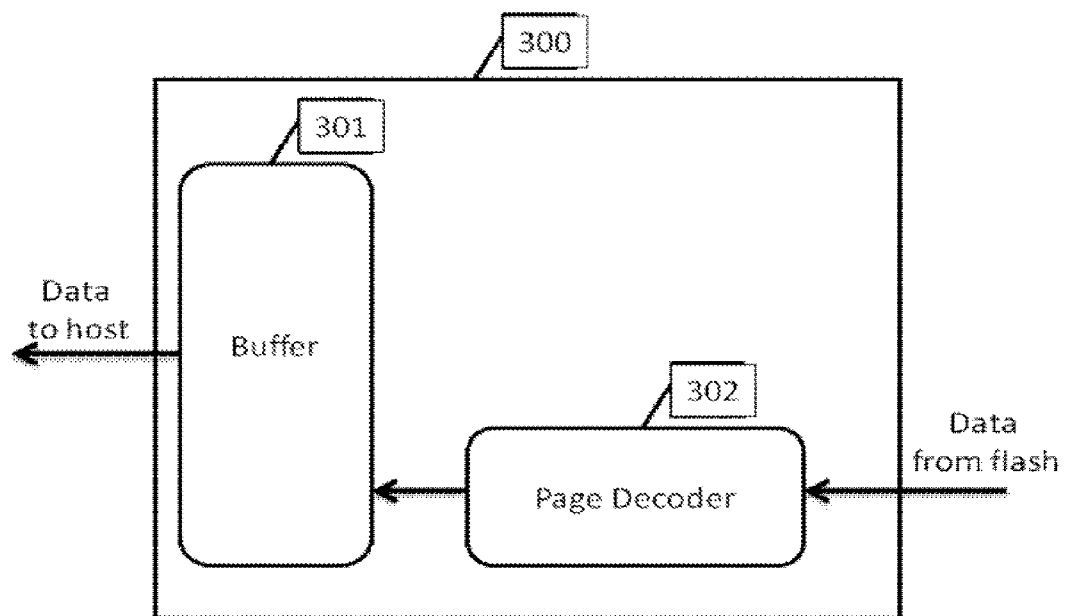 300
301
Data
to host
Buffer
302
Data
from flash
Page Decoder